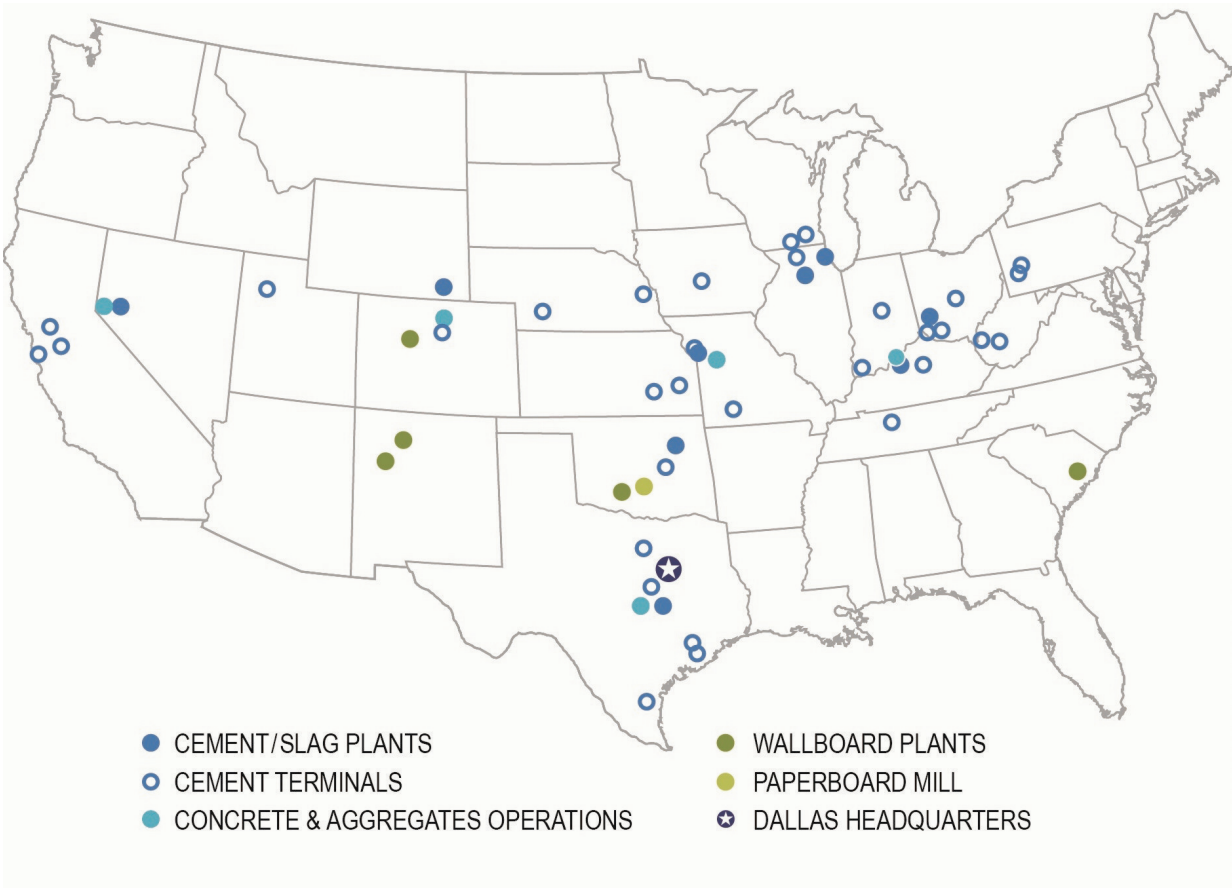 CEMENT/SLAG PLANTS
CEMENT TERMINALS
CONCRETE & AGGREGATES OPERATIONS
WALLBOARD PLANTS
PAPERBOARD MILL
DALLAS HEADQUARTERS